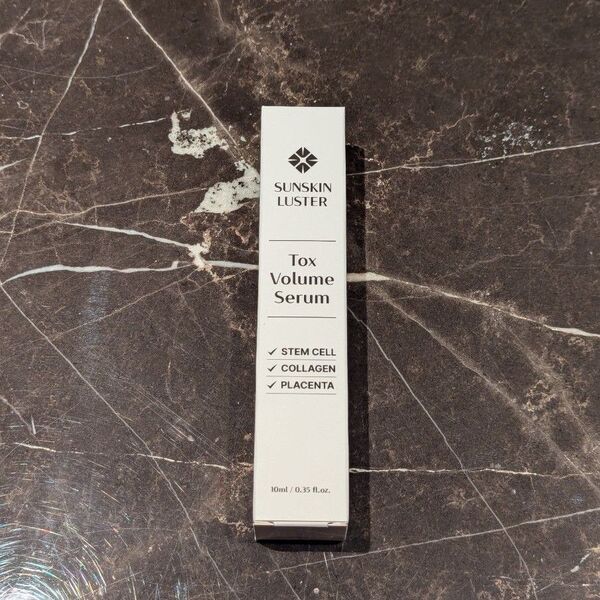 SUNSKIN
LUSTER
Tox
Volume
Serum
✓ STEM CELL
✓ COLLAGEN
✓ PLACENTA
10ml / 0.35 fl.oz.